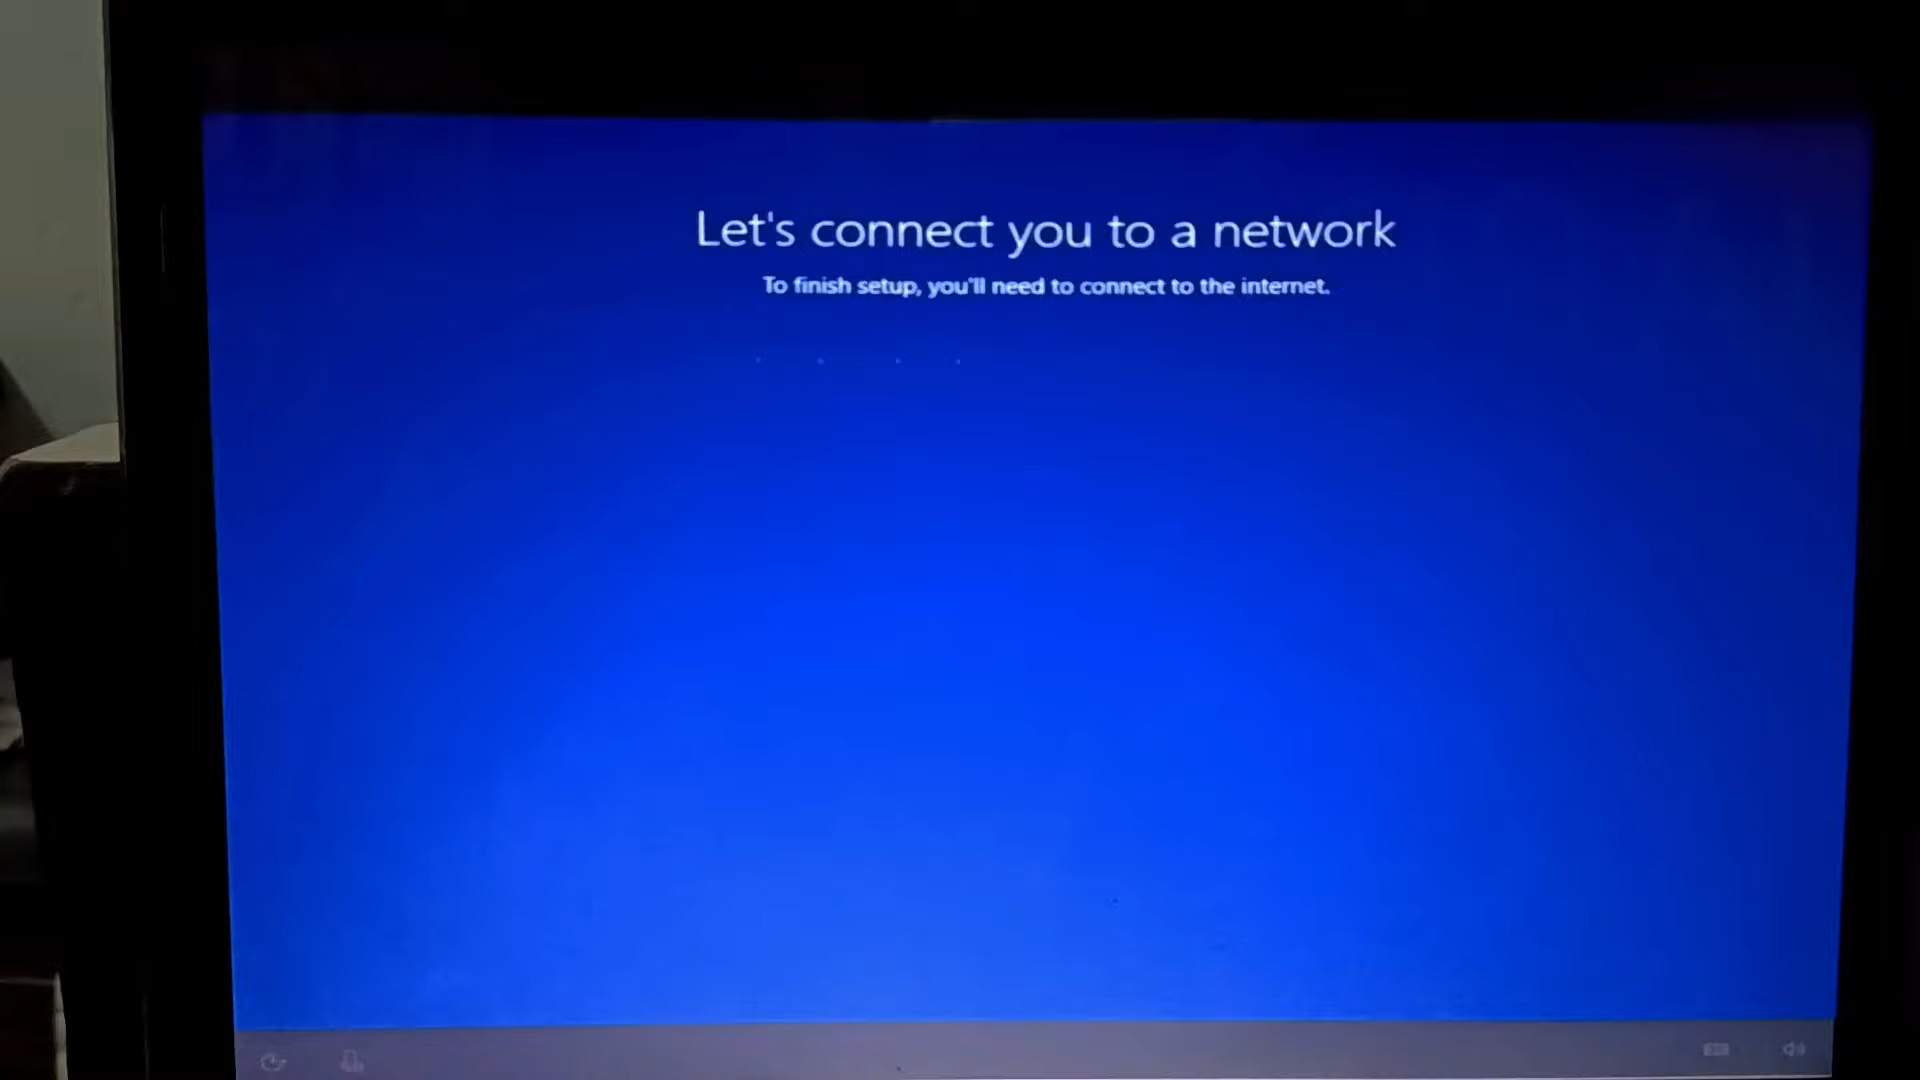 Let's connect you to a network
To finish setup, you'll need to connect to the internet.